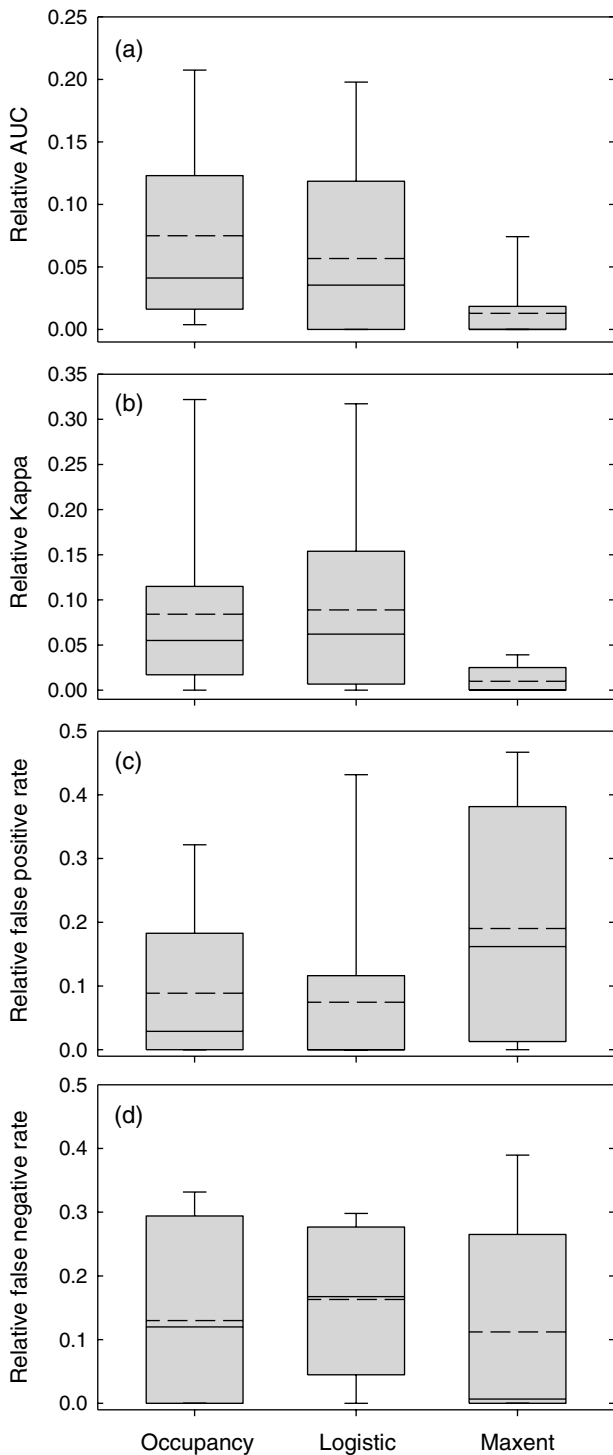 (a)
Relative AUC
0.25
0.20
0.15
0.10
0.05
0.00
(b)
Relative Kappa
0.35
0.30
0.25
0.20
0.15
0.10
0.05
0.00
(c)
Relative false positive rate
0.5
0.4
0.3
0.2
0.1
0.0
(d)
Relative false negative rate
0.5
0.4
0.3
0.2
0.1
0.0
Occupancy Logistic Maxent